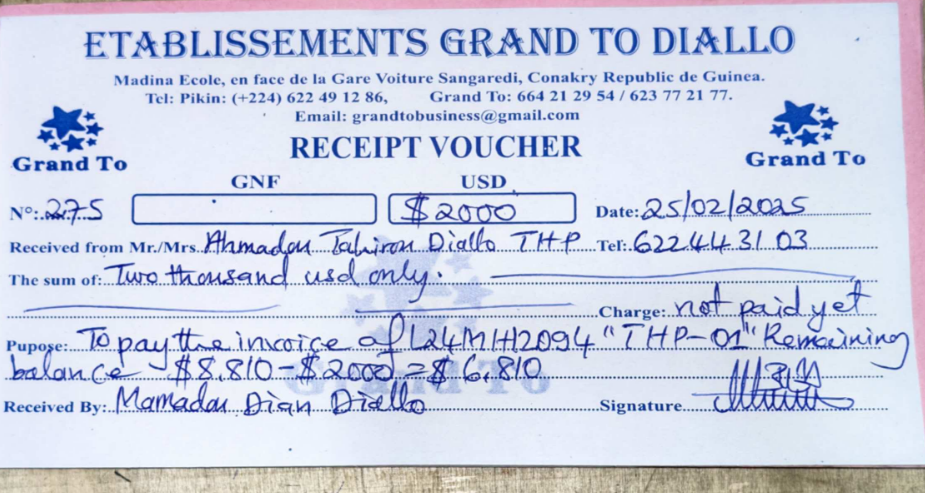 ETABLISSEMENTS GRAND TO DIALLO
Madina Ecole, en face de la Gare Voiture Sangaredi, Conakry Republic de Guinea.
Tel: Pikin: (+224) 622 49 12 86, Grand To: 664 21 29 54 / 623 77 21 77.
Email: grandtobusiness@gmail.com
Grand To
RECEIPT VOUCHER
Grand To
GNF USD
N°:.275 $2000 Date: 25/02/2025
Received from Mr./Mrs. Ahmadou Tahirou Diallo THP Tel: 622443103
The sum of: Two thousand usd only.
Charge: not paid yet
Pupose: To pay the invoice of L24MH2094 "THP-01" Remaining
balance $8,810-$2000=$6,810
Received By: Mamadou Dian Diallo Signature